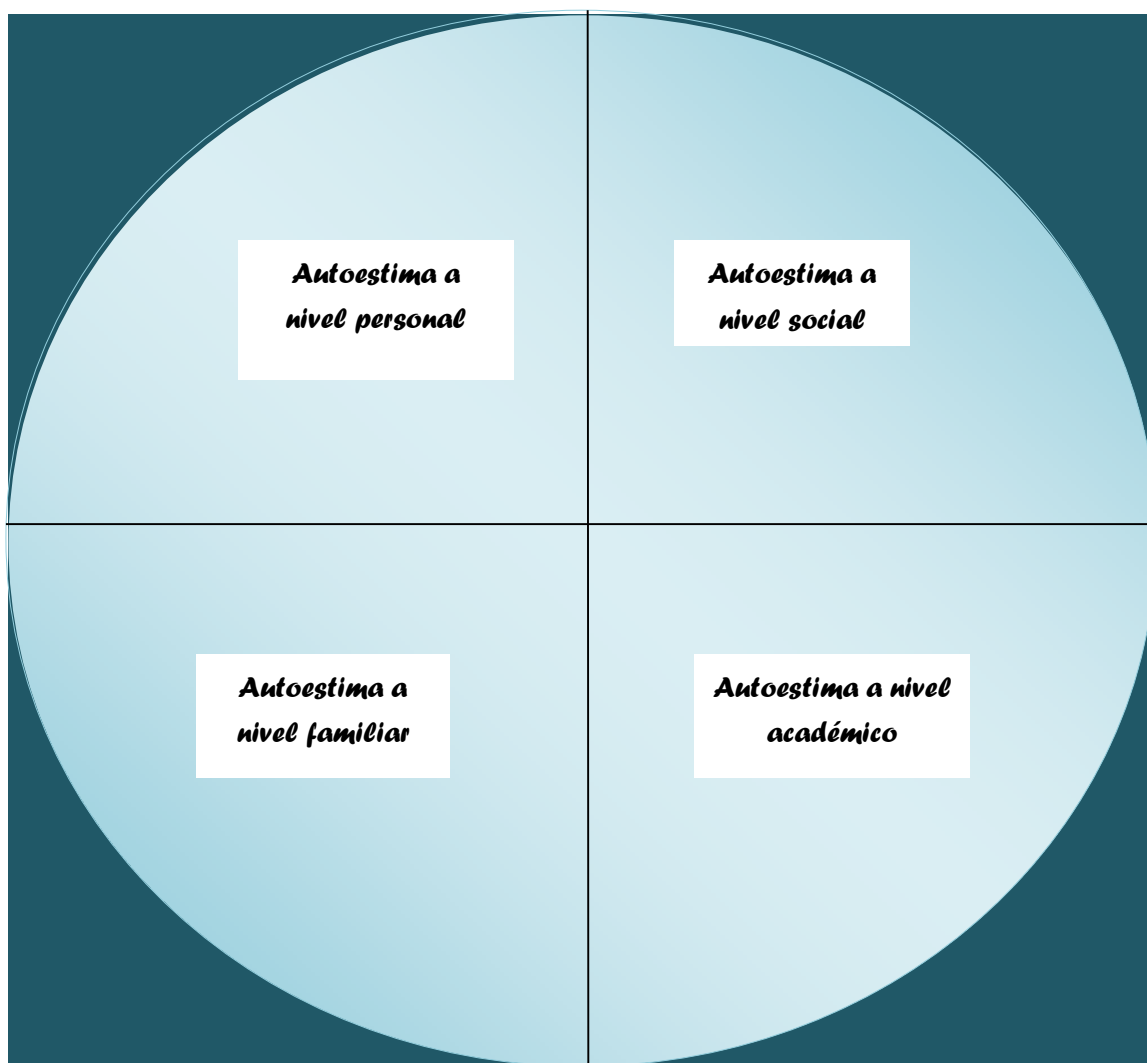 Autoestima a
nivel personal
Autoestima a
nivel social
Autoestima a
nivel familiar
Autoestima a nivel
académico